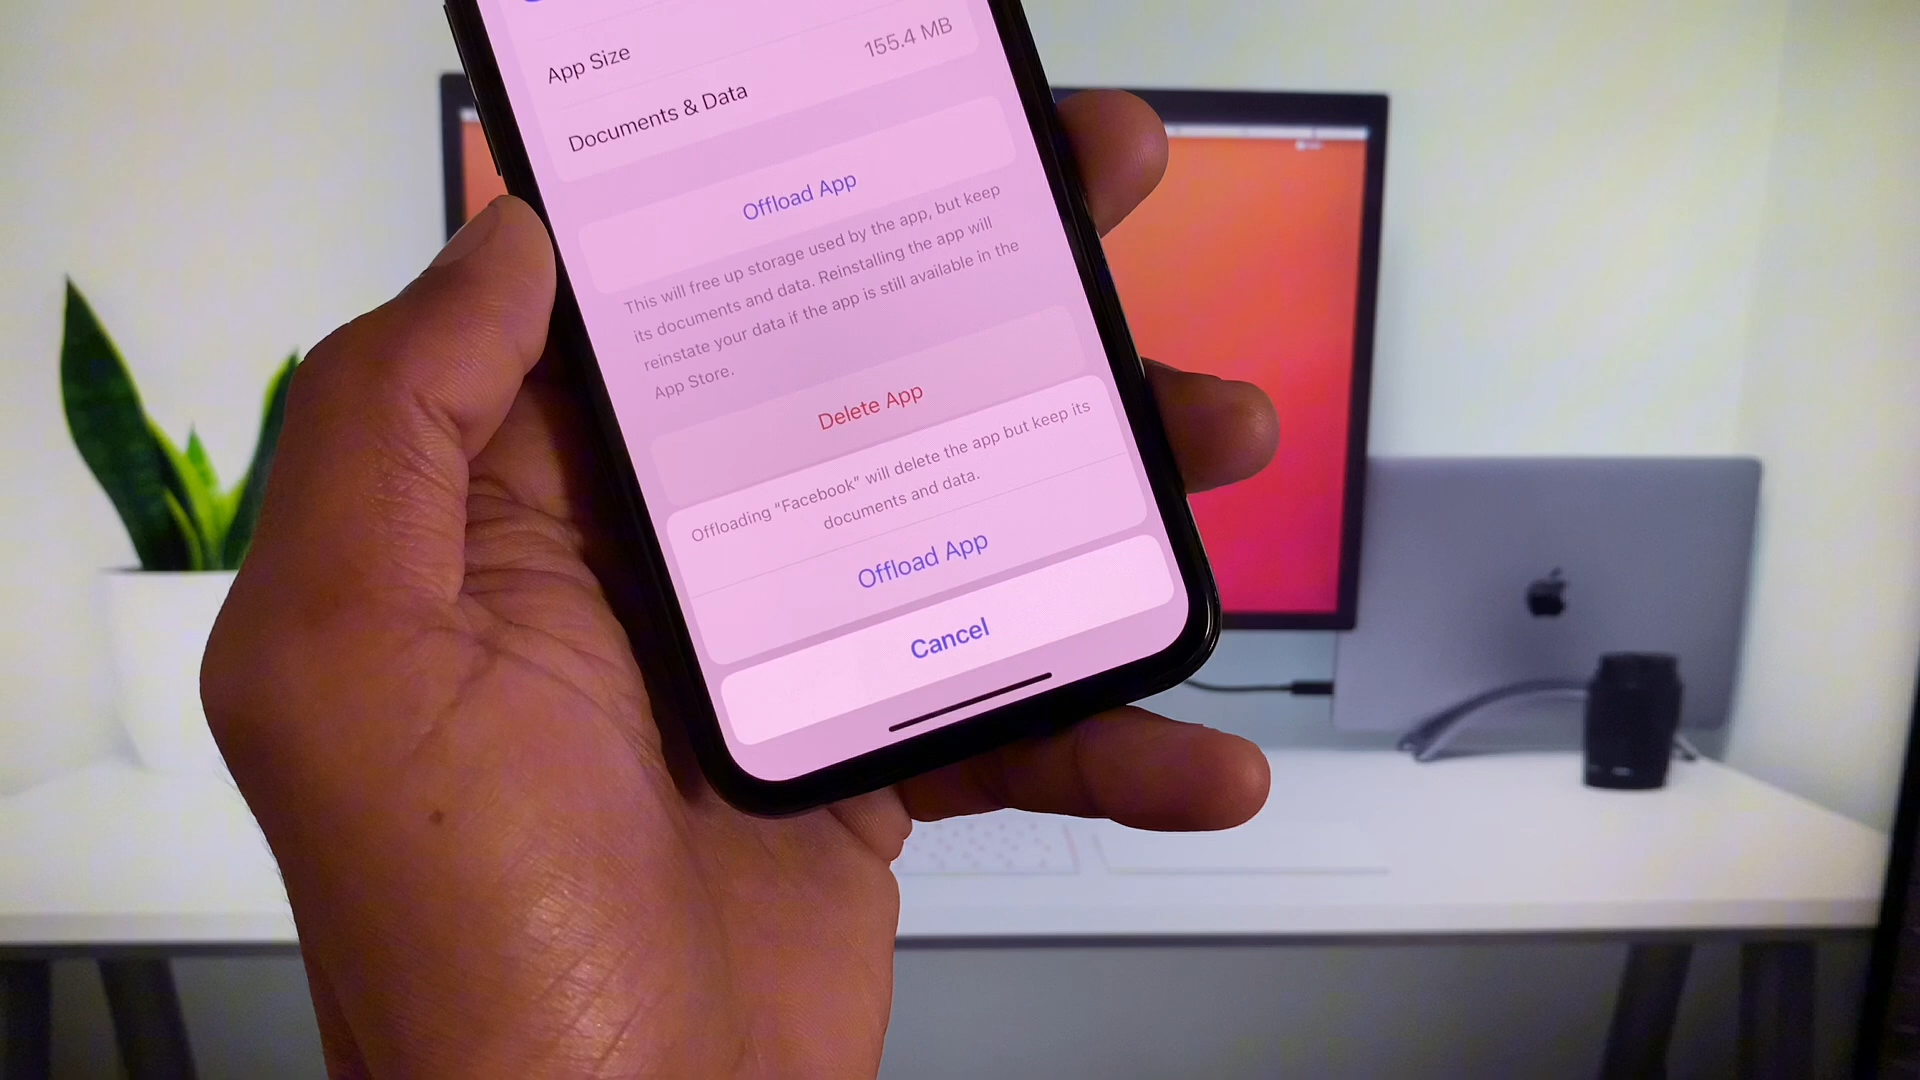 App Size
155.4 MB
Documents & Data
Offload App
This will free up storage used by the app, but keep
its documents and data. Reinstalling the app will
reinstate your data if the app is still available in the
App Store.
Delete App
Offloading “Facebook” will delete the app but keep its
documents and data.
Offload App
Cancel